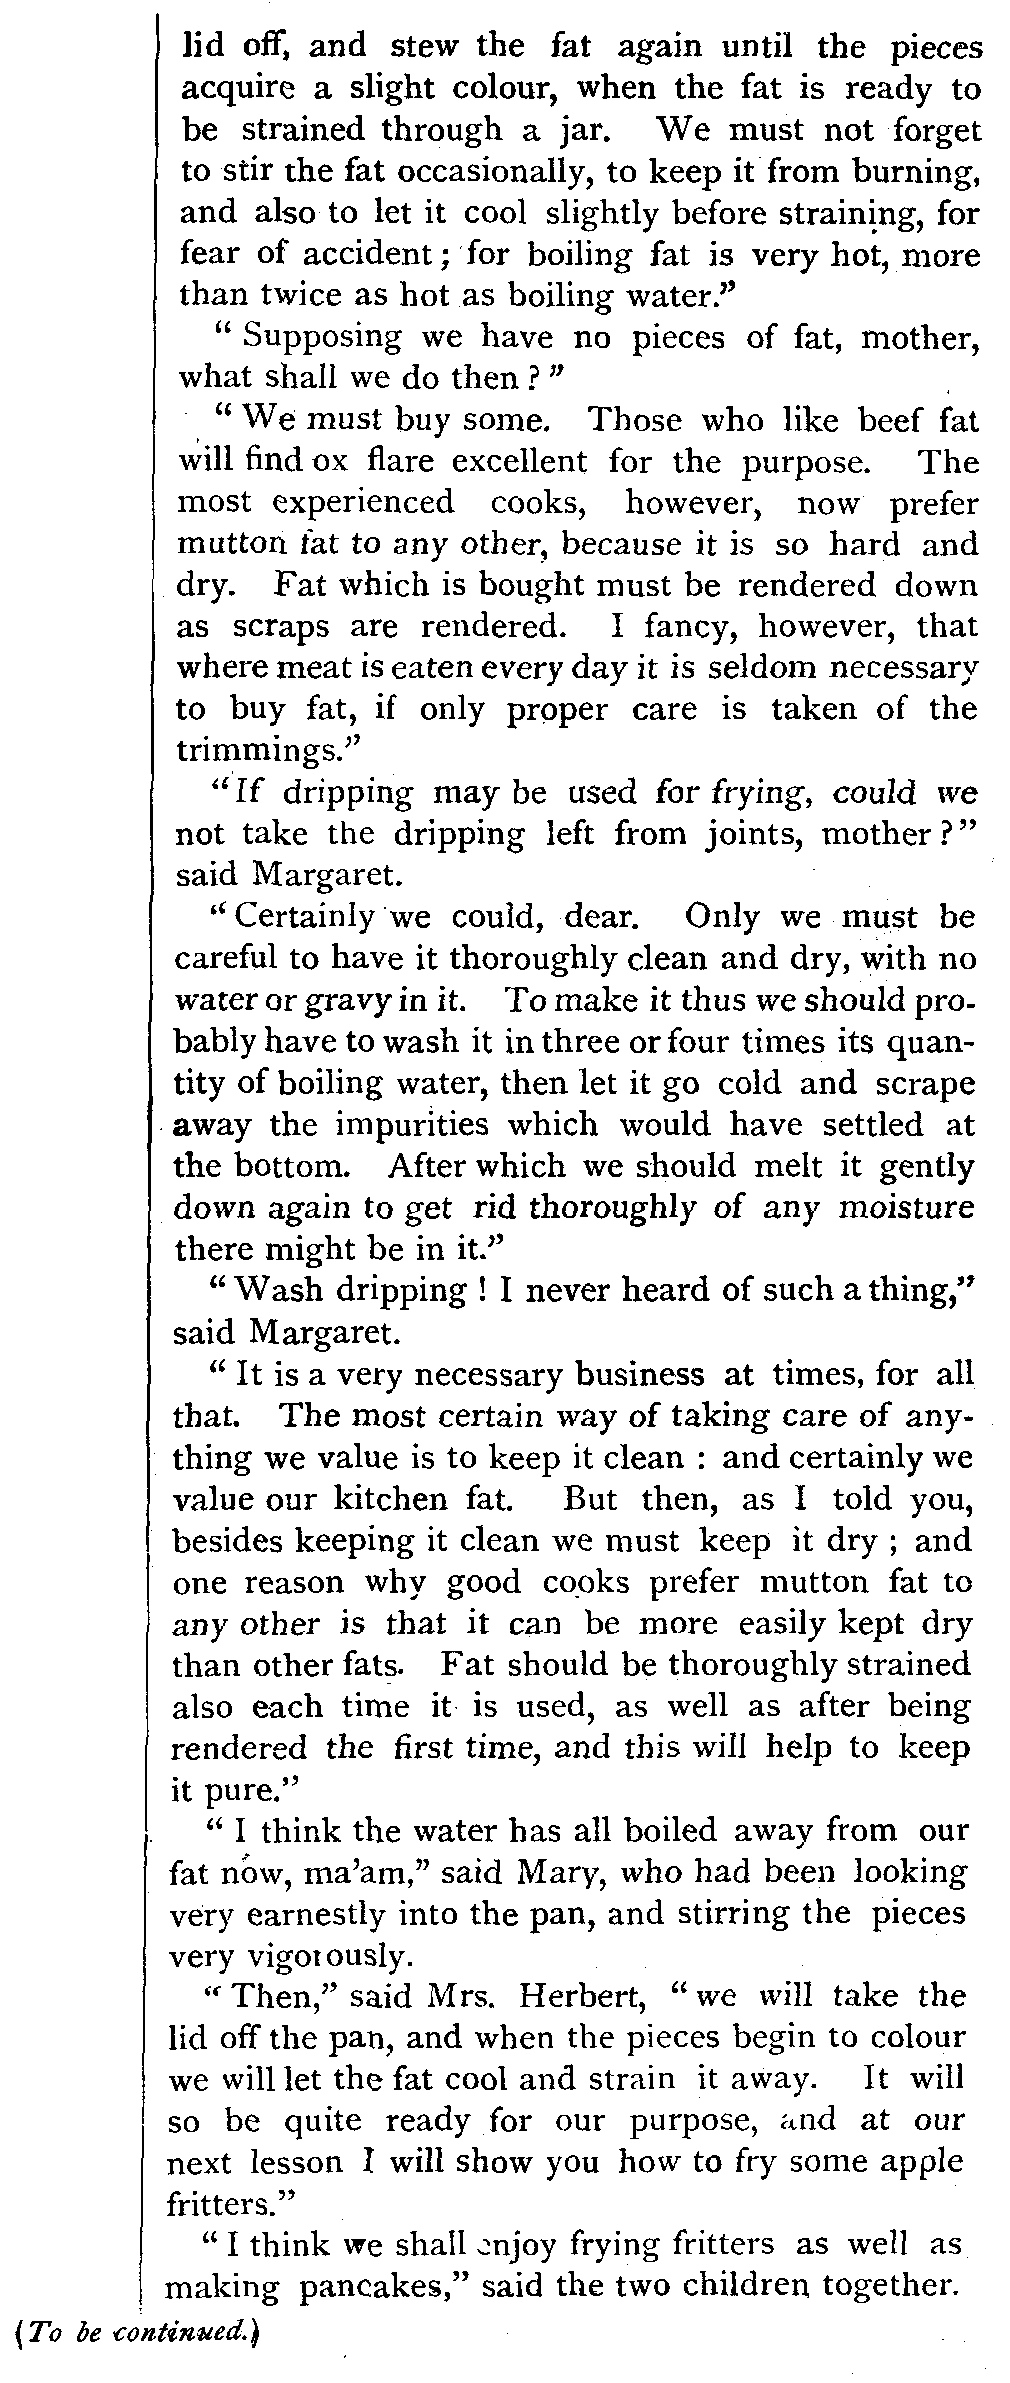 lid off, and stew the fat again until the pieces
acquire a slight colour, when the fat is ready to
be strained through a jar. We must not forget
to stir the fat occasionally, to keep it from burning,
and also to let it cool slightly before straining, for
fear of accident; for boiling fat is very hot, more
than twice as hot as boiling water.”
“Supposing we have no pieces of fat, mother,
what shall we do then?”
“We must buy some. Those who like beef fat
will find ox flare excellent for the purpose. The
most experienced cooks, however, now prefer
mutton fat to any other, because it is so hard and
dry. Fat which is bought must be rendered down
as scraps are rendered. I fancy, however, that
where meat is eaten every day it is seldom necessary
to buy fat, if only proper care is taken of the
trimmings.”
“If dripping may be used for frying, could we
not take the dripping left from joints, mother?”
said Margaret.
“Certainly we could, dear. Only we must be
careful to have it thoroughly clean and dry, with no
water or gravy in it. To make it thus we should pro-
bably have to wash it in three or four times its quan-
tity of boiling water, then let it go cold and scrape
away the impurities which would have settled at
the bottom. After which we should melt it gently
down again to get rid thoroughly of any moisture
there might be in it.”
“Wash dripping! I never heard of such a thing,”
said Margaret.
“It is a very necessary business at times, for all
that. The most certain way of taking care of any-
thing we value is to keep it clean: and certainly we
value our kitchen fat. But then, as I told you,
besides keeping it clean we must keep it dry; and
one reason why good cooks prefer mutton fat to
any other is that it can be more easily kept dry
than other fats. Fat should be thoroughly strained
also each time it is used, as well as after being
rendered the first time, and this will help to keep
it pure.”
“I think the water has all boiled away from our
fat now, ma’am,” said Mary, who had been looking
very earnestly into the pan, and stirring the pieces
very vigorously.
“Then,” said Mrs. Herbert, “we will take the
lid off the pan, and when the pieces begin to colour
we will let the fat cool and strain it away. It will
so be quite ready for our purpose, and at our
next lesson I will show you how to fry some apple
fritters.”
“I think we shall enjoy frying fritters as well as
making pancakes,” said the two children together.
(To be continued.)